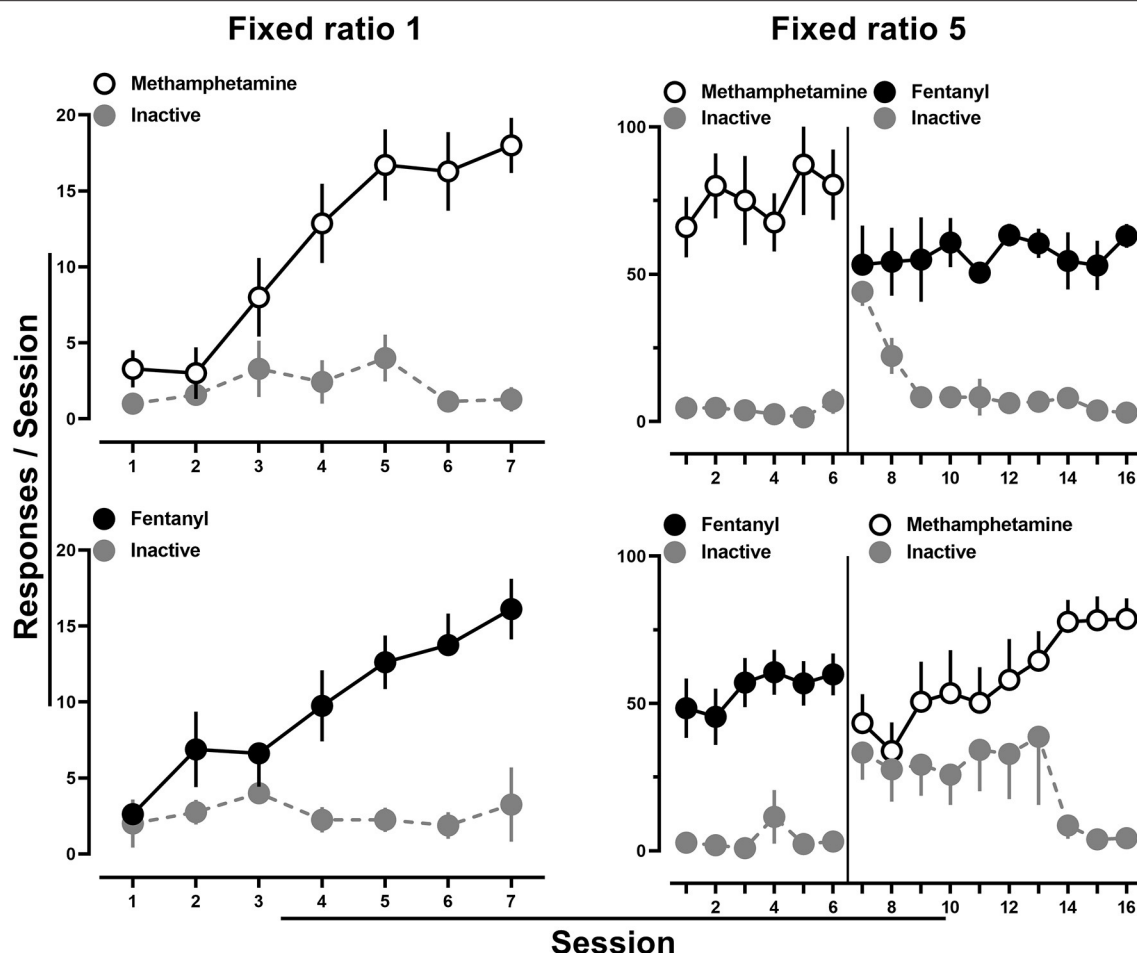 Fixed ratio 1
Fixed ratio 5
Responses / Session
Methamphetamine
Inactive
20
15
10
5
0
1 2 3 4 5 6 7
Methamphetamine Fentanyl
Inactive Inactive
100
50
0
2 4 6 8 10 12 14 16
Fentanyl
Inactive
20
15
10
5
0
1 2 3 4 5 6 7
Fentanyl Methamphetamine
Inactive Inactive
100
50
0
2 4 6 8 10 12 14 16
Session